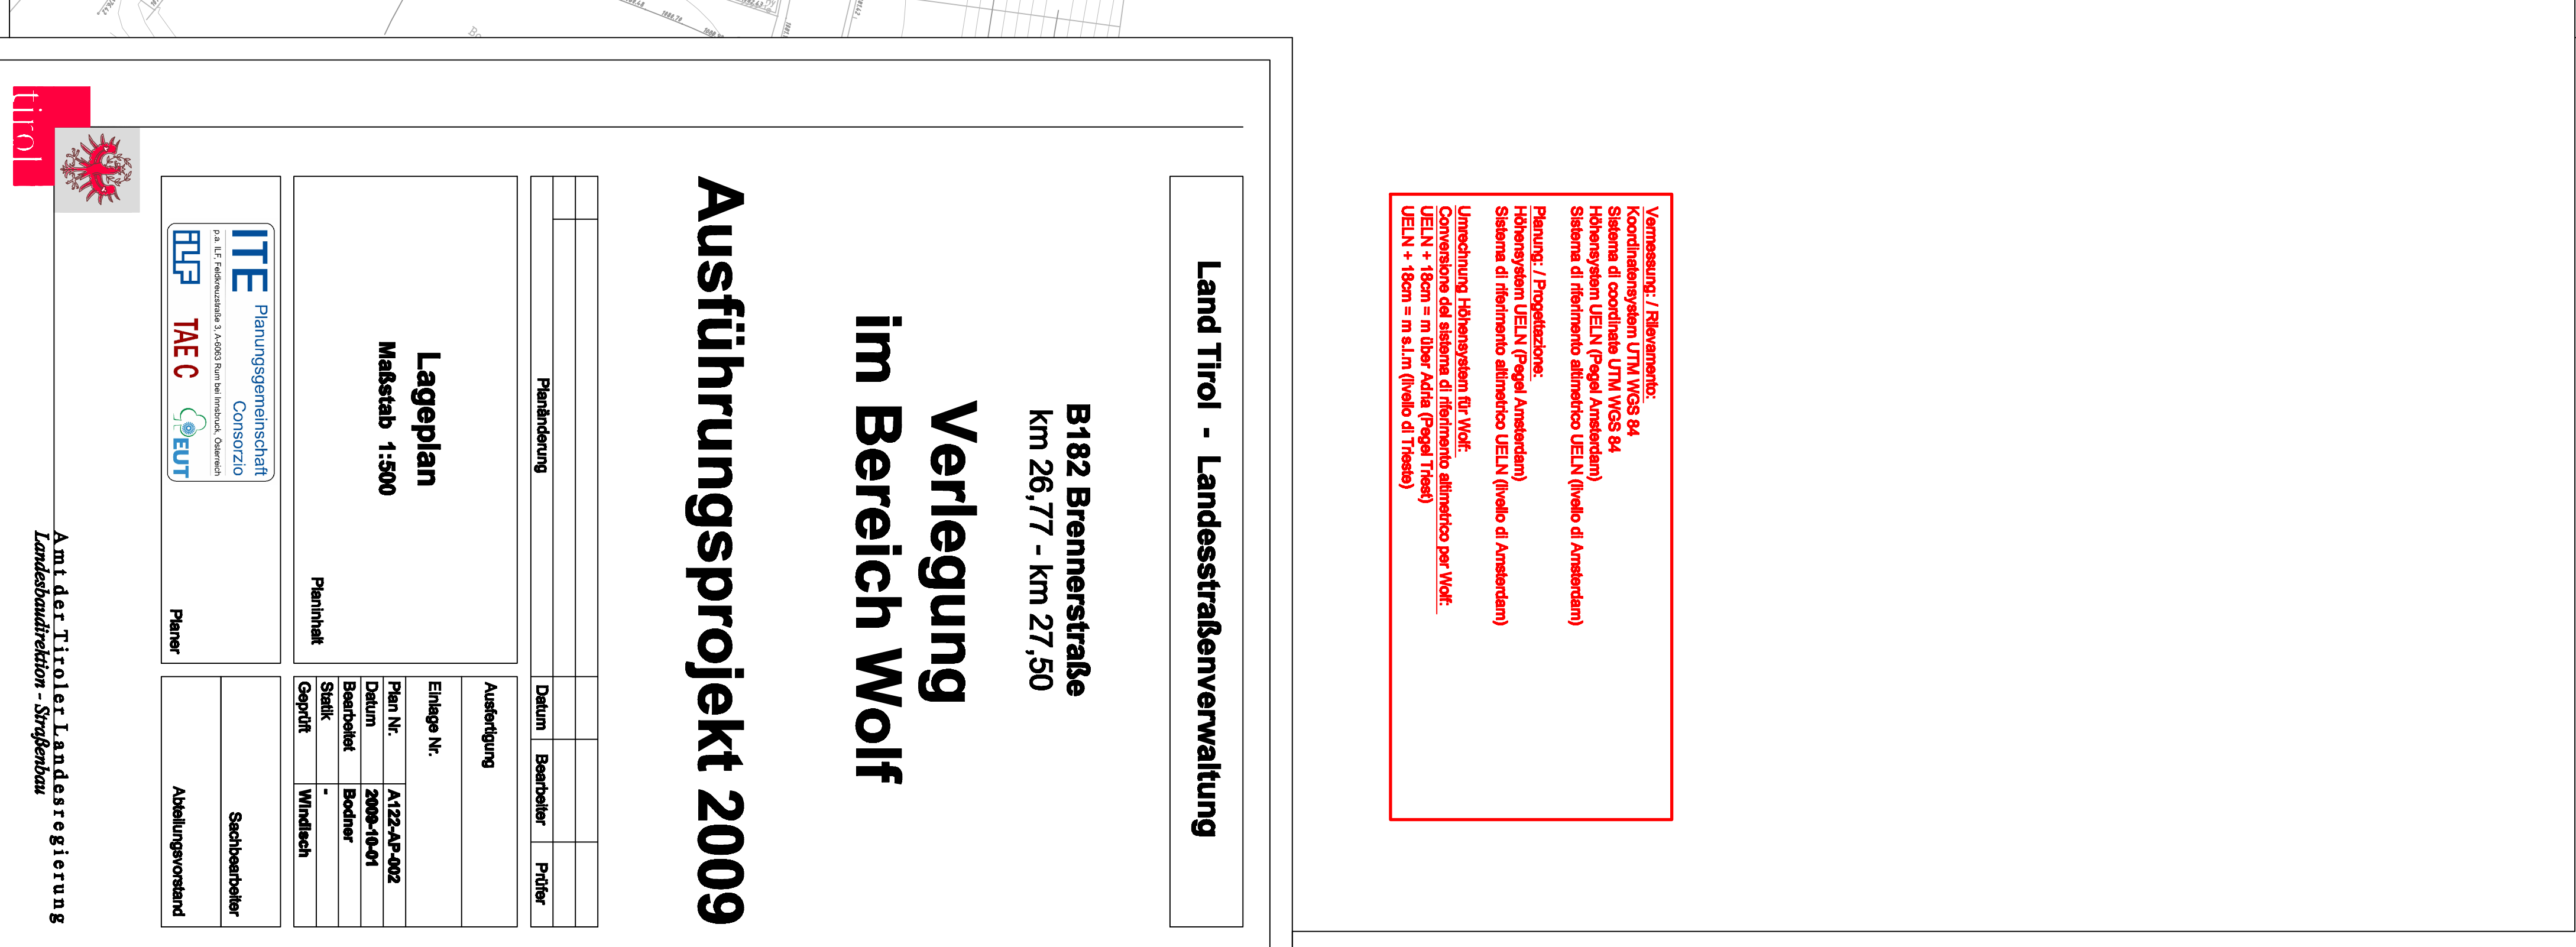 Vermessung: / Rilevamento:
Koordinatensystem UTM WGS 84
Sistema di coordinate UTM WGS 84
Höhensystem UELN (Pegel Amsterdam)
Sistema di riferimento altimetrico UELN (livello di Amsterdam)
Planung: / Progettazione:
Höhensystem UELN (Pegel Amsterdam)
Sistema di riferimento altimetrico UELN (livello di Amsterdam)
Umrechnung Höhensystem für Wolf:
Conversione del sistema di riferimento altimetrico per Wolf:
UELN + 18cm = m über Adria (Pegel Triest)
UELN + 18cm = m s.l.m (livello di Trieste)
Land Tirol - Landesstraßenverwaltung
B182 Brennerstraße
km 26,77 - km 27,50
Verlegung
im Bereich Wolf
Ausführungsprojekt 2009
Planänderung Datum Bearbeiter Prüfer
Lageplan
Maßstab 1:500
Planinhalt
Ausfertigung
Einlage Nr.
Plan Nr. A122-AP-002
Datum 2009-10-01
Bearbeitet Bodner
Statik -
Geprüft Windisch
ITE Planungsgemeinschaft
Consorzio
p.a. ILF, Feldkreuzstraße 3, A-6063 Rum bei Innsbruck, Österreich
ILF TAE C EUT
Planer
Sachbearbeiter
Abteilungsvorstand
tirol
Amt der Tiroler Landesregierung
Landesbaudirektion - Straßenbau